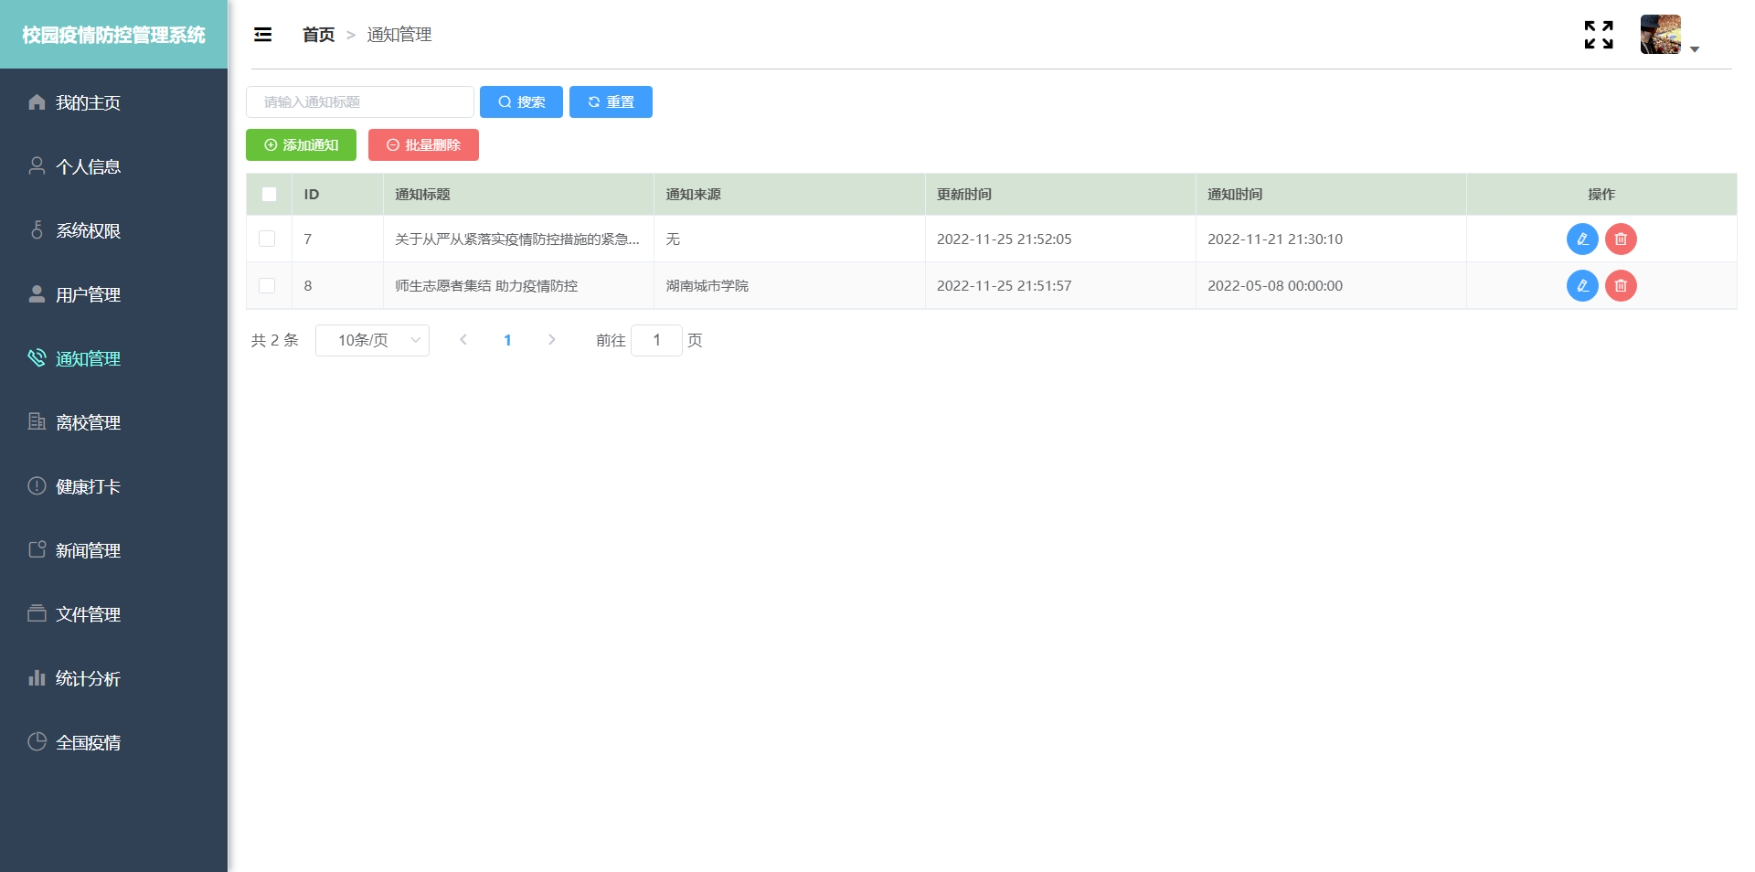 校园疫情防控管理系统
首页 > 通知管理
我的主页
个人信息
系统权限
用户管理
通知管理
离校管理
健康打卡
新闻管理
文件管理
统计分析
全国疫情
请输入通知标题 搜索 重置
添加通知 批量删除
ID 通知标题 通知来源 更新时间 通知时间 操作
7 关于从严从紧落实疫情防控措施的紧急... 无 2022-11-25 21:52:05 2022-11-21 21:30:10
8 师生志愿者集结 助力疫情防控 湖南城市学院 2022-11-25 21:51:57 2022-05-08 00:00:00
共 2 条 10条/页 1 前往 1 页